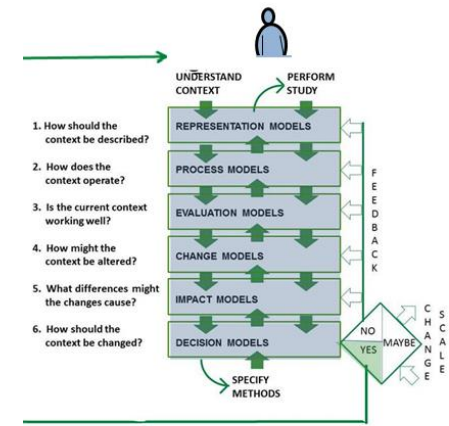 UNDERSTAND
CONTEXT
PERFORM
STUDY
1. How should the
context be described?
REPRESENTATION MODELS
2. How does the
context operate?
PROCESS MODELS
3. Is the current context
working well?
EVALUATION MODELS
4. How might the
context be altered?
CHANGE MODELS
5. What differences might
the changes cause?
IMPACT MODELS
6. How should the
context be changed?
DECISION MODELS
SPECIFY
METHODS
FEEDBACK
NO
YES
MAYBE
CHANGE
SCALE